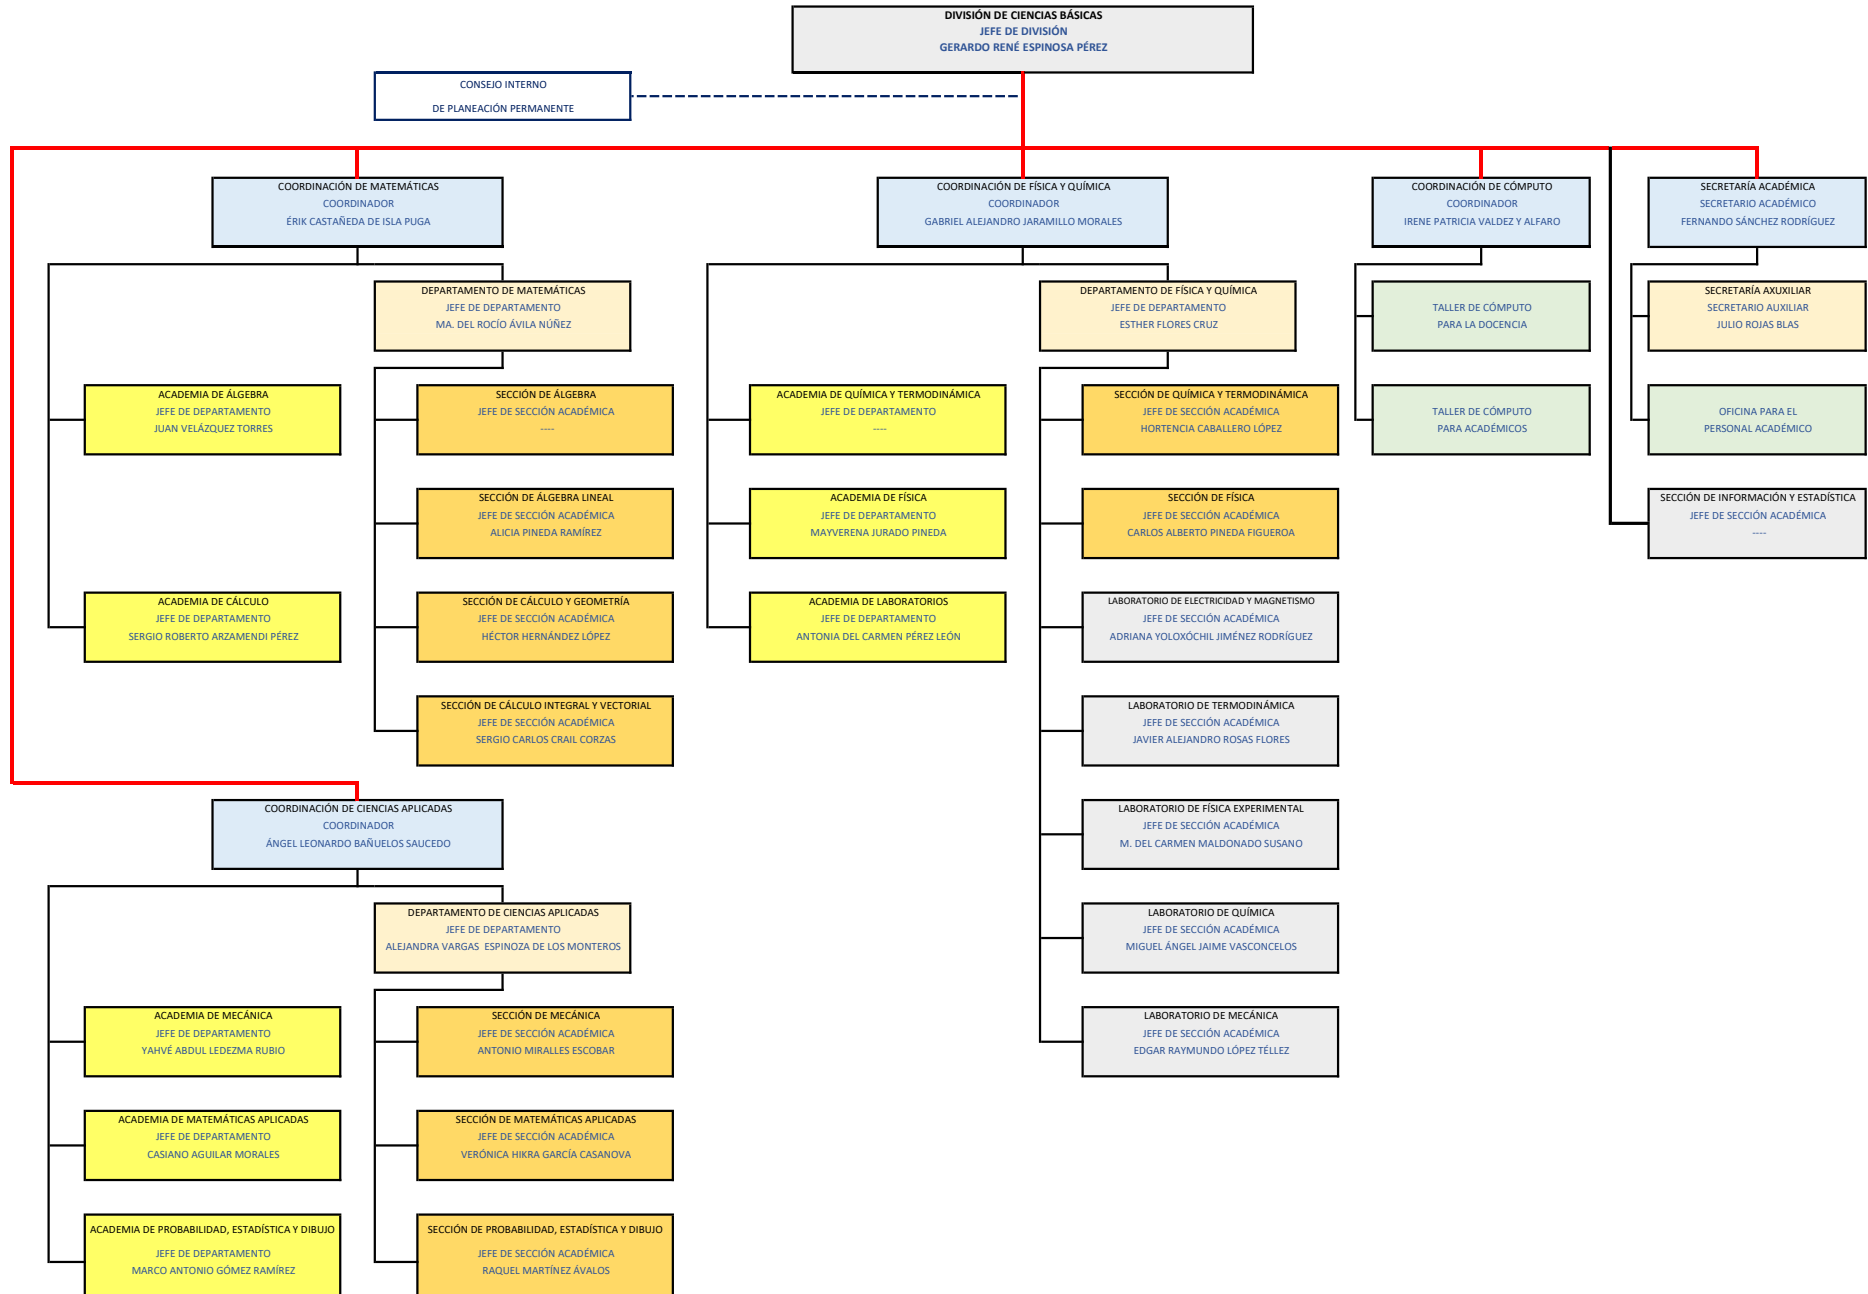 DIVISIÓN DE CIENCIAS BÁSICAS
JEFE DE DIVISIÓN
GERARDO RENÉ ESPINOSA PÉREZ
CONSEJO INTERNO
DE PLANEACIÓN PERMANENTE
COORDINACIÓN DE MATEMÁTICAS
COORDINADOR
ÉRIK CASTAÑEDA DE ISLA PUGA
COORDINACIÓN DE FÍSICA Y QUÍMICA
COORDINADOR
GABRIEL ALEJANDRO JARAMILLO MORALES
COORDINACIÓN DE CÓMPUTO
COORDINADOR
IRENE PATRICIA VALDEZ Y ALFARO
SECRETARÍA ACADÉMICA
SECRETARIO ACADÉMICO
FERNANDO SÁNCHEZ RODRÍGUEZ
DEPARTAMENTO DE MATEMÁTICAS
JEFE DE DEPARTAMENTO
MA. DEL ROCÍO ÁVILA NÚÑEZ
DEPARTAMENTO DE FÍSICA Y QUÍMICA
JEFE DE DEPARTAMENTO
ESTHER FLORES CRUZ
TALLER DE CÓMPUTO
PARA LA DOCENCIA
SECRETARÍA AXUXILIAR
SECRETARIO AUXILIAR
JULIO ROJAS BLAS
ACADEMIA DE ÁLGEBRA
JEFE DE DEPARTAMENTO
JUAN VELÁZQUEZ TORRES
SECCIÓN DE ÁLGEBRA
JEFE DE SECCIÓN ACADÉMICA
----
ACADEMIA DE QUÍMICA Y TERMODINÁMICA
JEFE DE DEPARTAMENTO
----
SECCIÓN DE QUÍMICA Y TERMODINÁMICA
JEFE DE SECCIÓN ACADÉMICA
HORTENCIA CABALLERO LÓPEZ
TALLER DE CÓMPUTO
PARA ACADÉMICOS
OFICINA PARA EL
PERSONAL ACADÉMICO
SECCIÓN DE ÁLGEBRA LINEAL
JEFE DE SECCIÓN ACADÉMICA
ALICIA PINEDA RAMÍREZ
ACADEMIA DE FÍSICA
JEFE DE DEPARTAMENTO
MAYVERENA JURADO PINEDA
SECCIÓN DE FÍSICA
JEFE DE SECCIÓN ACADÉMICA
CARLOS ALBERTO PINEDA FIGUEROA
SECCIÓN DE INFORMACIÓN Y ESTADÍSTICA
JEFE DE SECCIÓN ACADÉMICA
----
ACADEMIA DE CÁLCULO
JEFE DE DEPARTAMENTO
SERGIO ROBERTO ARZAMENDI PÉREZ
SECCIÓN DE CÁLCULO Y GEOMETRÍA
JEFE DE SECCIÓN ACADÉMICA
HÉCTOR HERNÁNDEZ LÓPEZ
ACADEMIA DE LABORATORIOS
JEFE DE DEPARTAMENTO
ANTONIA DEL CARMEN PÉREZ LEÓN
LABORATORIO DE ELECTRICIDAD Y MAGNETISMO
JEFE DE SECCIÓN ACADÉMICA
ADRIANA YOLOXÓCHIL JIMÉNEZ RODRÍGUEZ
SECCIÓN DE CÁLCULO INTEGRAL Y VECTORIAL
JEFE DE SECCIÓN ACADÉMICA
SERGIO CARLOS CRAIL CORZAS
LABORATORIO DE TERMODINÁMICA
JEFE DE SECCIÓN ACADÉMICA
JAVIER ALEJANDRO ROSAS FLORES
COORDINACIÓN DE CIENCIAS APLICADAS
COORDINADOR
ÁNGEL LEONARDO BAÑUELOS SAUCEDO
LABORATORIO DE FÍSICA EXPERIMENTAL
JEFE DE SECCIÓN ACADÉMICA
M. DEL CARMEN MALDONADO SUSANO
DEPARTAMENTO DE CIENCIAS APLICADAS
JEFE DE DEPARTAMENTO
ALEJANDRA VARGAS  ESPINOZA DE LOS MONTEROS
LABORATORIO DE QUÍMICA
JEFE DE SECCIÓN ACADÉMICA
MIGUEL ÁNGEL JAIME VASCONCELOS
ACADEMIA DE MECÁNICA
JEFE DE DEPARTAMENTO
YAHVÉ ABDUL LEDEZMA RUBIO
SECCIÓN DE MECÁNICA
JEFE DE SECCIÓN ACADÉMICA
ANTONIO MIRALLES ESCOBAR
LABORATORIO DE MECÁNICA
JEFE DE SECCIÓN ACADÉMICA
EDGAR RAYMUNDO LÓPEZ TÉLLEZ
ACADEMIA DE MATEMÁTICAS APLICADAS
JEFE DE DEPARTAMENTO
CASIANO AGUILAR MORALES
SECCIÓN DE MATEMÁTICAS APLICADAS
JEFE DE SECCIÓN ACADÉMICA
VERÓNICA HIKRA GARCÍA CASANOVA
ACADEMIA DE PROBABILIDAD, ESTADÍSTICA Y DIBUJO
JEFE DE DEPARTAMENTO
MARCO ANTONIO GÓMEZ RAMÍREZ
SECCIÓN DE PROBABILIDAD, ESTADÍSTICA Y DIBUJO
JEFE DE SECCIÓN ACADÉMICA
RAQUEL MARTÍNEZ ÁVALOS